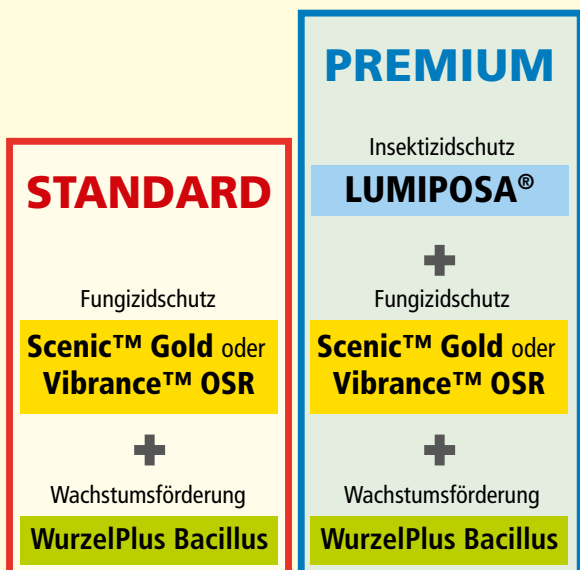 STANDARD
Fungizidschutz
Scenic™ Gold oder
Vibrance™ OSR
+
Wachstumsförderung
WurzelPlus Bacillus
PREMIUM
Insektizidschutz
LUMIPOSA®
+
Fungizidschutz
Scenic™ Gold oder
Vibrance™ OSR
+
Wachstumsförderung
WurzelPlus Bacillus